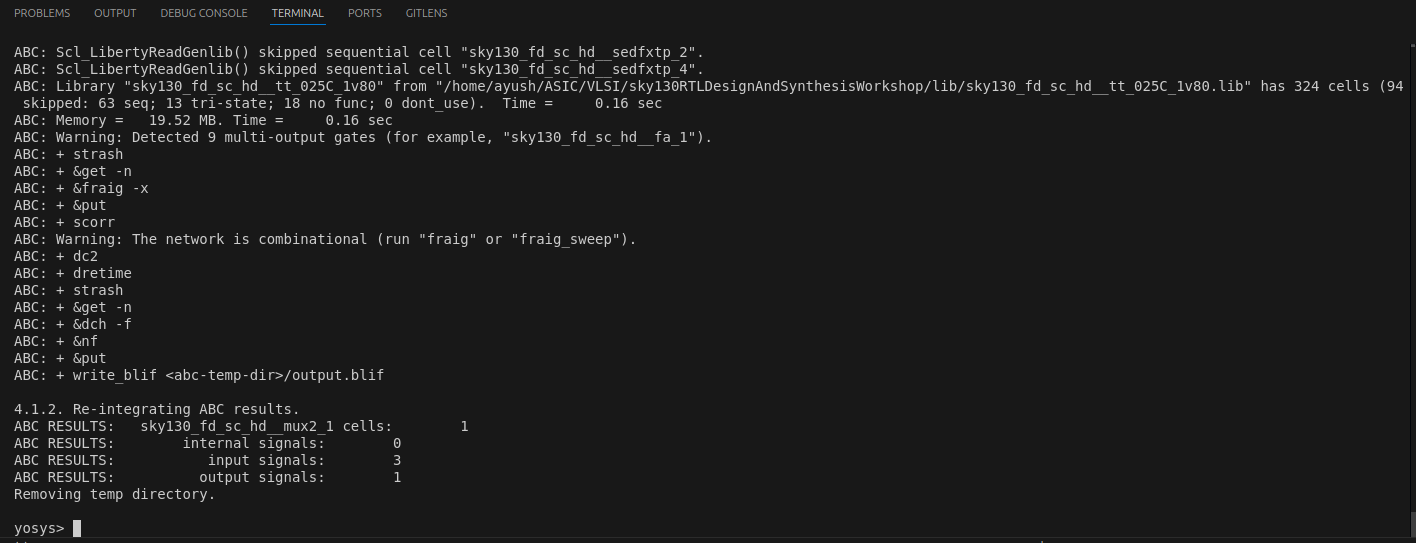 PROBLEMS OUTPUT DEBUG CONSOLE TERMINAL PORTS GITLENS
ABC: Scl_LibertyReadGenlib() skipped sequential cell "sky130_fd_sc_hd__sedfxtp_2".
ABC: Scl_LibertyReadGenlib() skipped sequential cell "sky130_fd_sc_hd__sedfxtp_4".
ABC: Library "sky130_fd_sc_hd__tt_025C_1v80" from "/home/ayush/ASIC/VLSI/sky130RTLDesignAndSynthesisWorkshop/lib/sky130_fd_sc_hd__tt_025C_1v80.lib" has 324 cells (94
 skipped: 63 seq; 13 tri-state; 18 no func; 0 dont_use).  Time =     0.16 sec
ABC: Memory =   19.52 MB. Time =     0.16 sec
ABC: Warning: Detected 9 multi-output gates (for example, "sky130_fd_sc_hd__fa_1").
ABC: + strash
ABC: + &get -n
ABC: + &fraig -x
ABC: + &put
ABC: + scorr
ABC: Warning: The network is combinational (run "fraig" or "fraig_sweep").
ABC: + dc2
ABC: + dretime
ABC: + strash
ABC: + &get -n
ABC: + &dch -f
ABC: + &nf
ABC: + &put
ABC: + write_blif <abc-temp-dir>/output.blif
4.1.2. Re-integrating ABC results.
ABC RESULTS:   sky130_fd_sc_hd__mux2_1 cells:        1
ABC RESULTS:        internal signals:        0
ABC RESULTS:           input signals:        3
ABC RESULTS:          output signals:        1
Removing temp directory.
yosys>